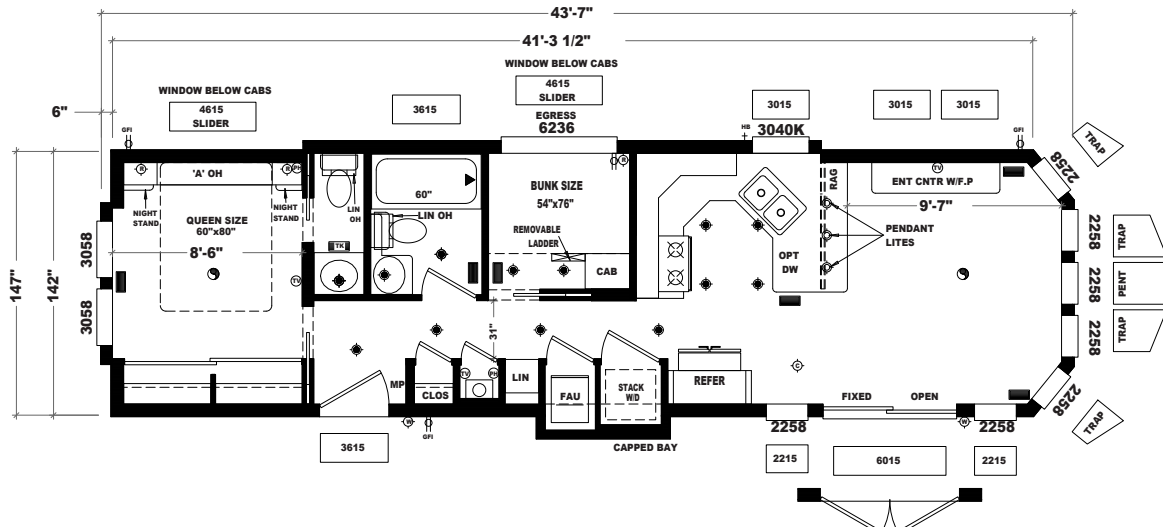 43'-7"
41'-3 1/2"
WINDOW BELOW CABS
4615
SLIDER
WINDOW BELOW CABS
4615
SLIDER
EGRESS
6236
3615
3015
3040K
3015
3015
6"
GFI
HB
GFI
TRAP
2258
R
'A' OH
R
PH
NIGHT
STAND
NIGHT
STAND
QUEEN SIZE
60"x80"
8'-6"
TV
LIN
OH
TK
60"
LIN OH
R
BUNK SIZE
54"x76"
REMOVABLE
LADDER
CAB
OPT
DW
RAG
TV
ENT CNTR W/F.P
9'-7"
PENDANT
LITES
3058
3058
147"
142"
2258
TRAP
2258
PENT
2258
TRAP
2258
TRAP
31"
MP
CLOS
TV
PH
LIN
FAU
STACK
W/D
REFER
C
FIXED
OPEN
W
GFI
W
3615
CAPPED BAY
2258
2258
2215
6015
2215